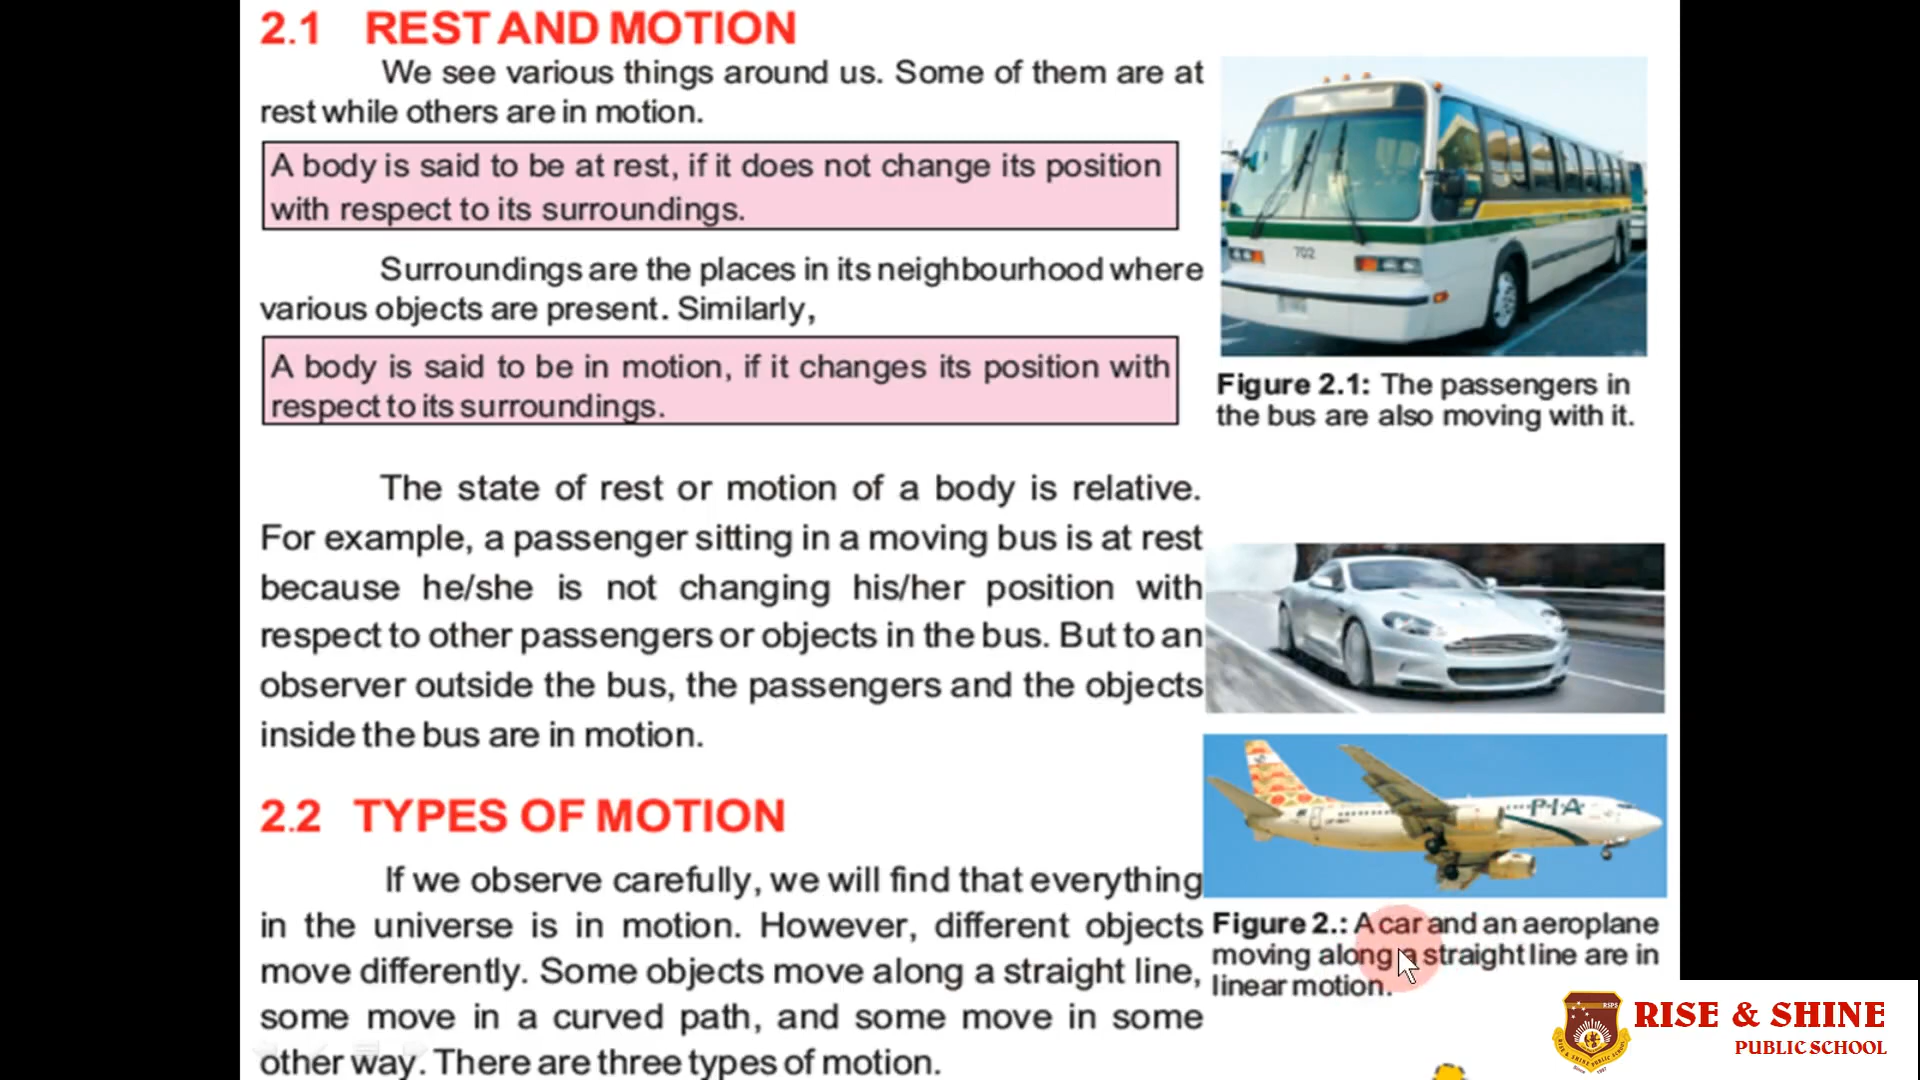 2.1 REST AND MOTION
We see various things around us. Some of them are at
rest while others are in motion.
A body is said to be at rest, if it does not change its position
with respect to its surroundings.
Surroundings are the places in its neighbourhood where
various objects are present. Similarly,
A body is said to be in motion, if it changes its position with
respect to its surroundings.
The state of rest or motion of a body is relative.
For example, a passenger sitting in a moving bus is at rest
because he/she is not changing his/her position with
respect to other passengers or objects in the bus. But to an
observer outside the bus, the passengers and the objects
inside the bus are in motion.
2.2 TYPES OF MOTION
If we observe carefully, we will find that everything
in the universe is in motion. However, different objects
move differently. Some objects move along a straight line,
some move in a curved path, and some move in some
other way. There are three types of motion.
702
Figure 2.1: The passengers in
the bus are also moving with it.
PIA
Figure 2.: A car and an aeroplane
moving along a straight line are in
linear motion.
RSPS
RISE & SHINE
PUBLIC SCHOOL